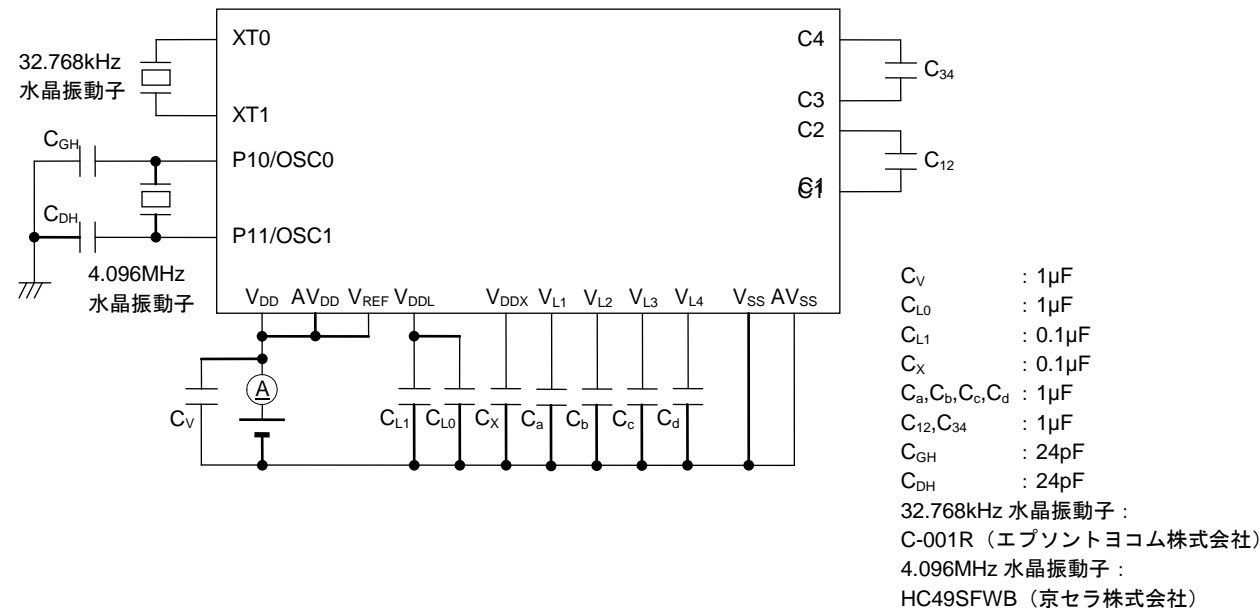 XT0
C4
32.768kHz
水晶振動子
C34
C3
XT1
C2
CGH
P10/OSC0
C12
C1
CDH
P11/OSC1
4.096MHz
水晶振動子
VDD AVDD VREF VDDL VDDX VL1 VL2 VL3 VL4 VSS AVSS
A
CV CL1 CL0 CX Ca Cb Cc Cd
CV : 1μF
CL0 : 1μF
CL1 : 0.1μF
CX : 0.1μF
Ca,Cb,Cc,Cd : 1μF
C12,C34 : 1μF
CGH : 24pF
CDH : 24pF
32.768kHz 水晶振動子：
C-001R（エプソントヨコム株式会社）
4.096MHz 水晶振動子：
HC49SFWB（京セラ株式会社）